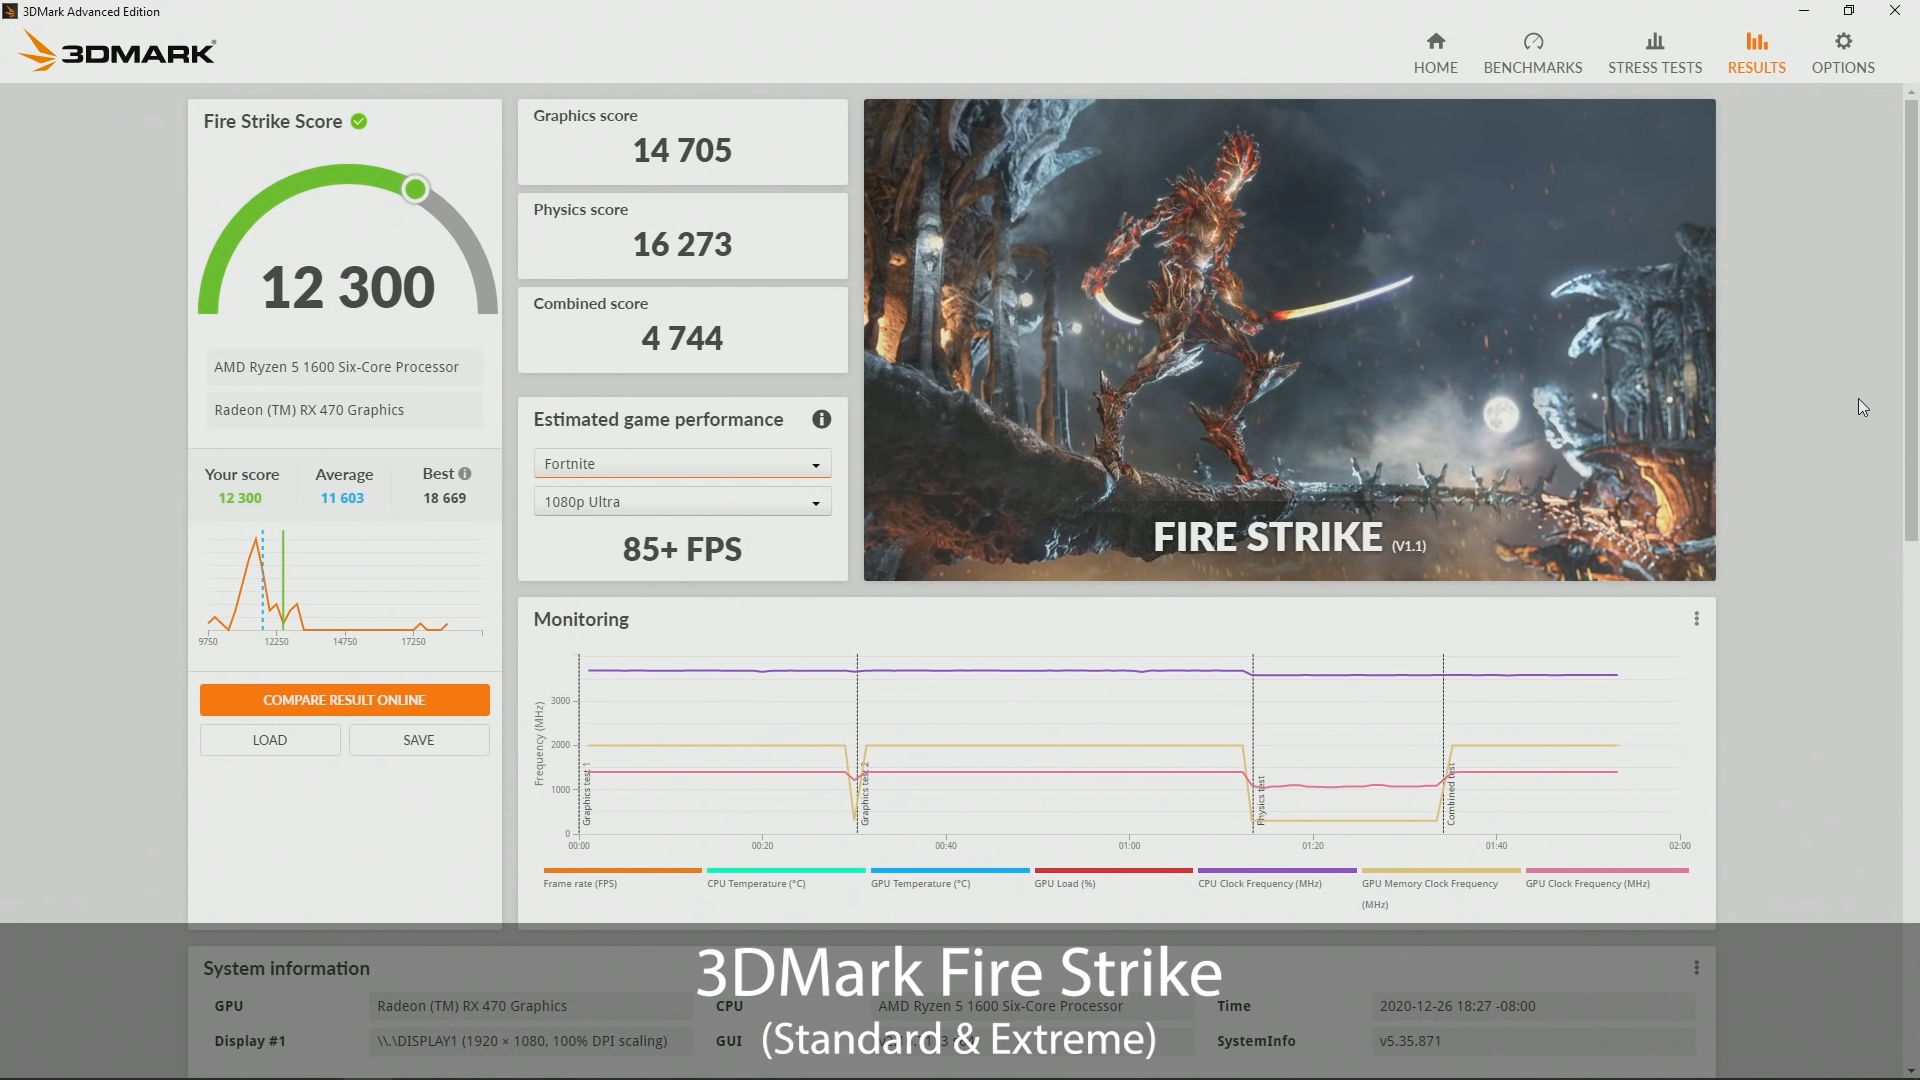 3DMark Advanced Edition
3DMARK®
HOME
BENCHMARKS
STRESS TESTS
RESULTS
OPTIONS
Fire Strike Score
12 300
AMD Ryzen 5 1600 Six-Core Processor
Radeon (TM) RX 470 Graphics
Your score
Average
Best
12 300
11 603
18 669
9750
12250
14750
17250
COMPARE RESULT ONLINE
LOAD
SAVE
Graphics score
14 705
Physics score
16 273
Combined score
4 744
Estimated game performance
Fortnite
1080p Ultra
85+ FPS
FIRE STRIKE (V1.1)
Monitoring
Frequency (MHz)
3000
2000
1000
0
Graphics test 1
Graphics test 2
Physics test
Combined test
00:00
00:20
00:40
01:00
01:20
01:40
02:00
Frame rate (FPS)
CPU Temperature (°C)
GPU Temperature (°C)
GPU Load (%)
CPU Clock Frequency (MHz)
GPU Memory Clock Frequency
(MHz)
GPU Clock Frequency (MHz)
System information
GPU
Radeon (TM) RX 470 Graphics
CPU
AMD Ryzen 5 1600 Six-Core Processor
Time
2020-12-26 18:27 -08:00
Display #1
\\.\DISPLAY1 (1920 × 1080, 100% DPI scaling)
GUI
SystemInfo
v5.35.871
3DMark Fire Strike
(Standard & Extreme)